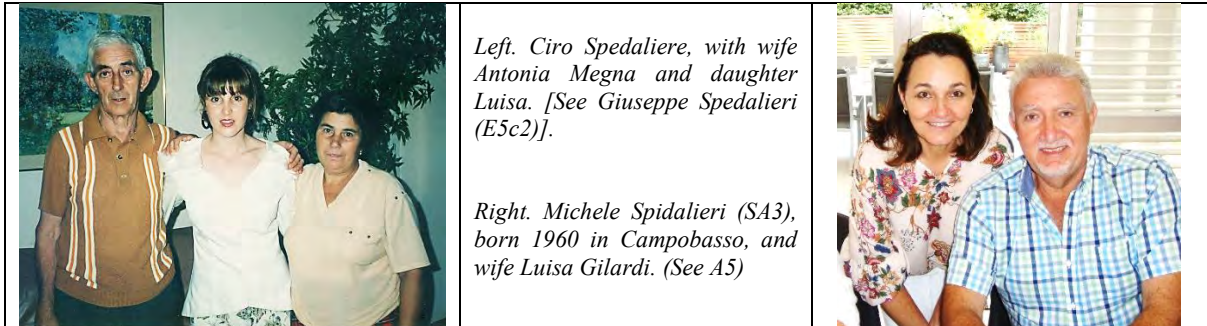 Left. Ciro Spedaliere, with wife
Antonia Megna and daughter
Luisa. [See Giuseppe Spedalieri
(E5c2)].
Right. Michele Spidalieri (SA3),
born 1960 in Campobasso, and
wife Luisa Gilardi. (See A5)